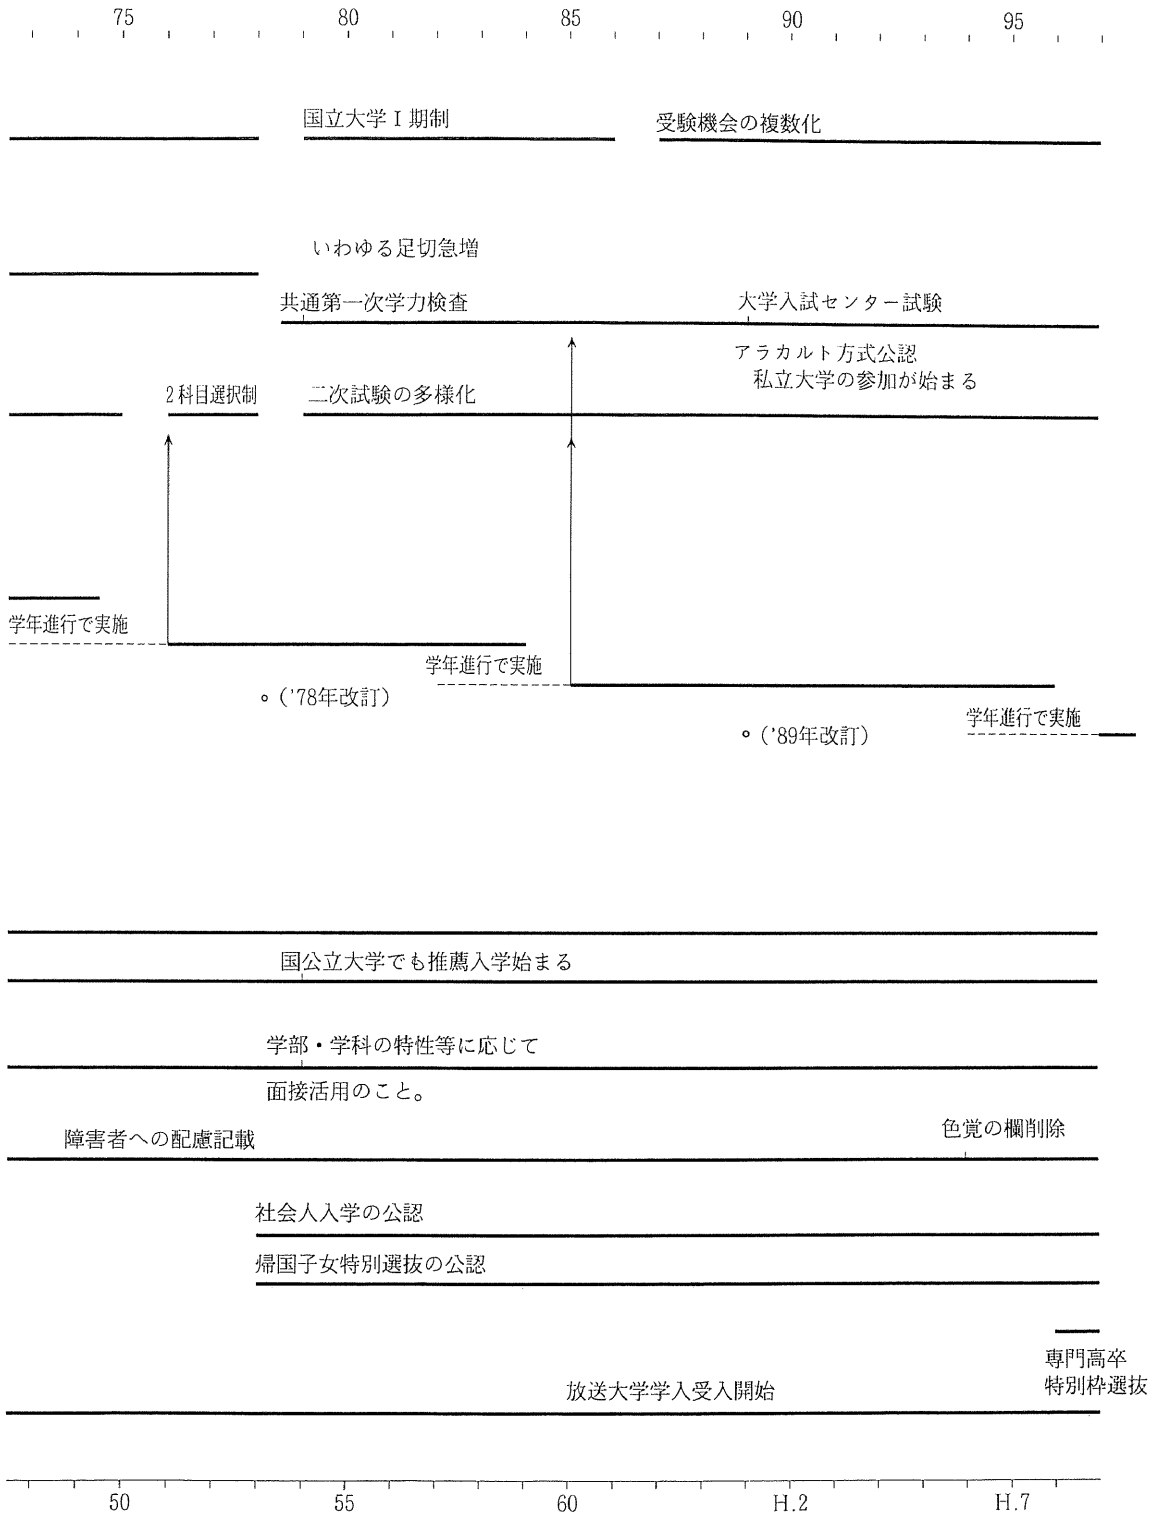 75 80 85 90 95
国立大学Ⅰ期制
受験機会の複数化
いわゆる足切急増
共通第一次学力検査
大学入試センター試験
アラカルト方式公認
私立大学の参加が始まる
2科目選択制
二次試験の多様化
学年進行で実施
学年進行で実施
(’78年改訂)
学年進行で実施
(’89年改訂)
国公立大学でも推薦入学始まる
学部・学科の特性等に応じて
面接活用のこと。
障害者への配慮記載
色覚の欄削除
社会人入学の公認
帰国子女特別選抜の公認
専門高卒
特別枠選抜
放送大学学入受入開始
50 55 60 H.2 H.7